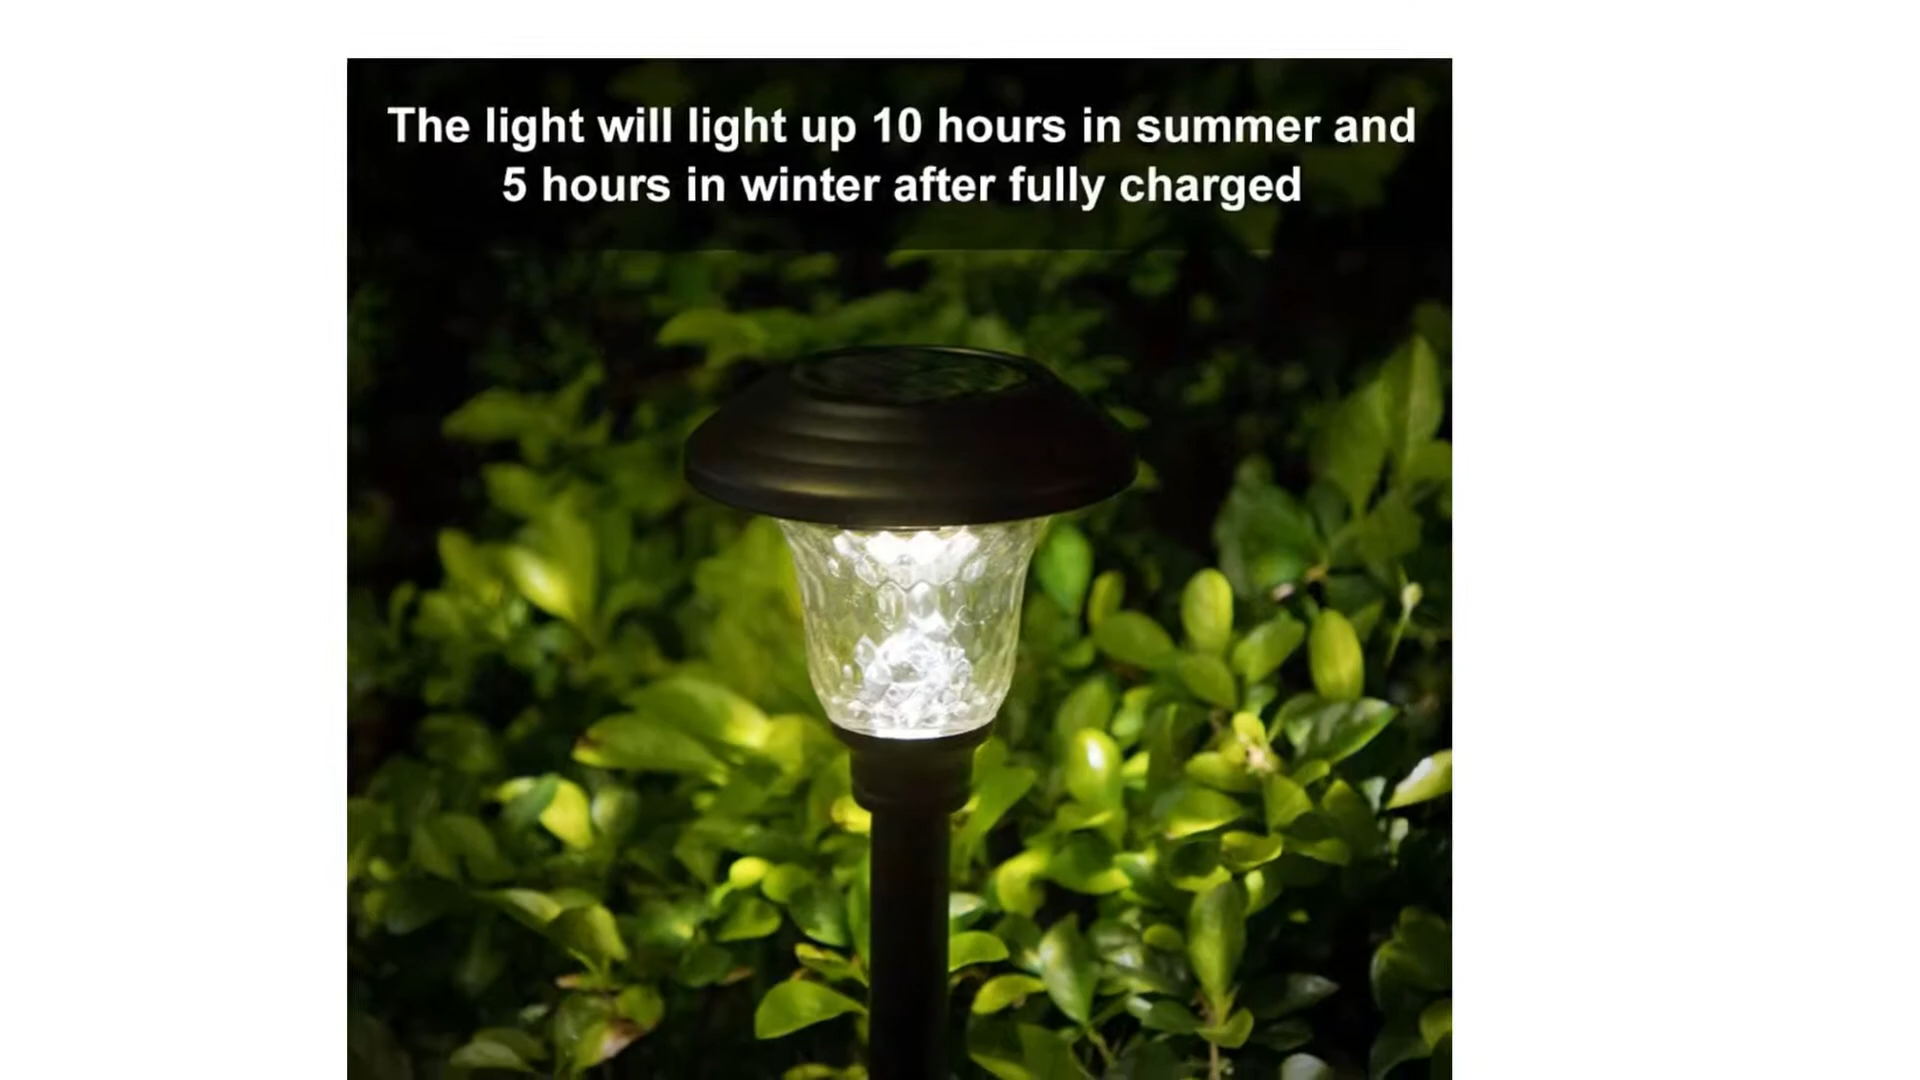 The light will light up 10 hours in summer and
5 hours in winter after fully charged